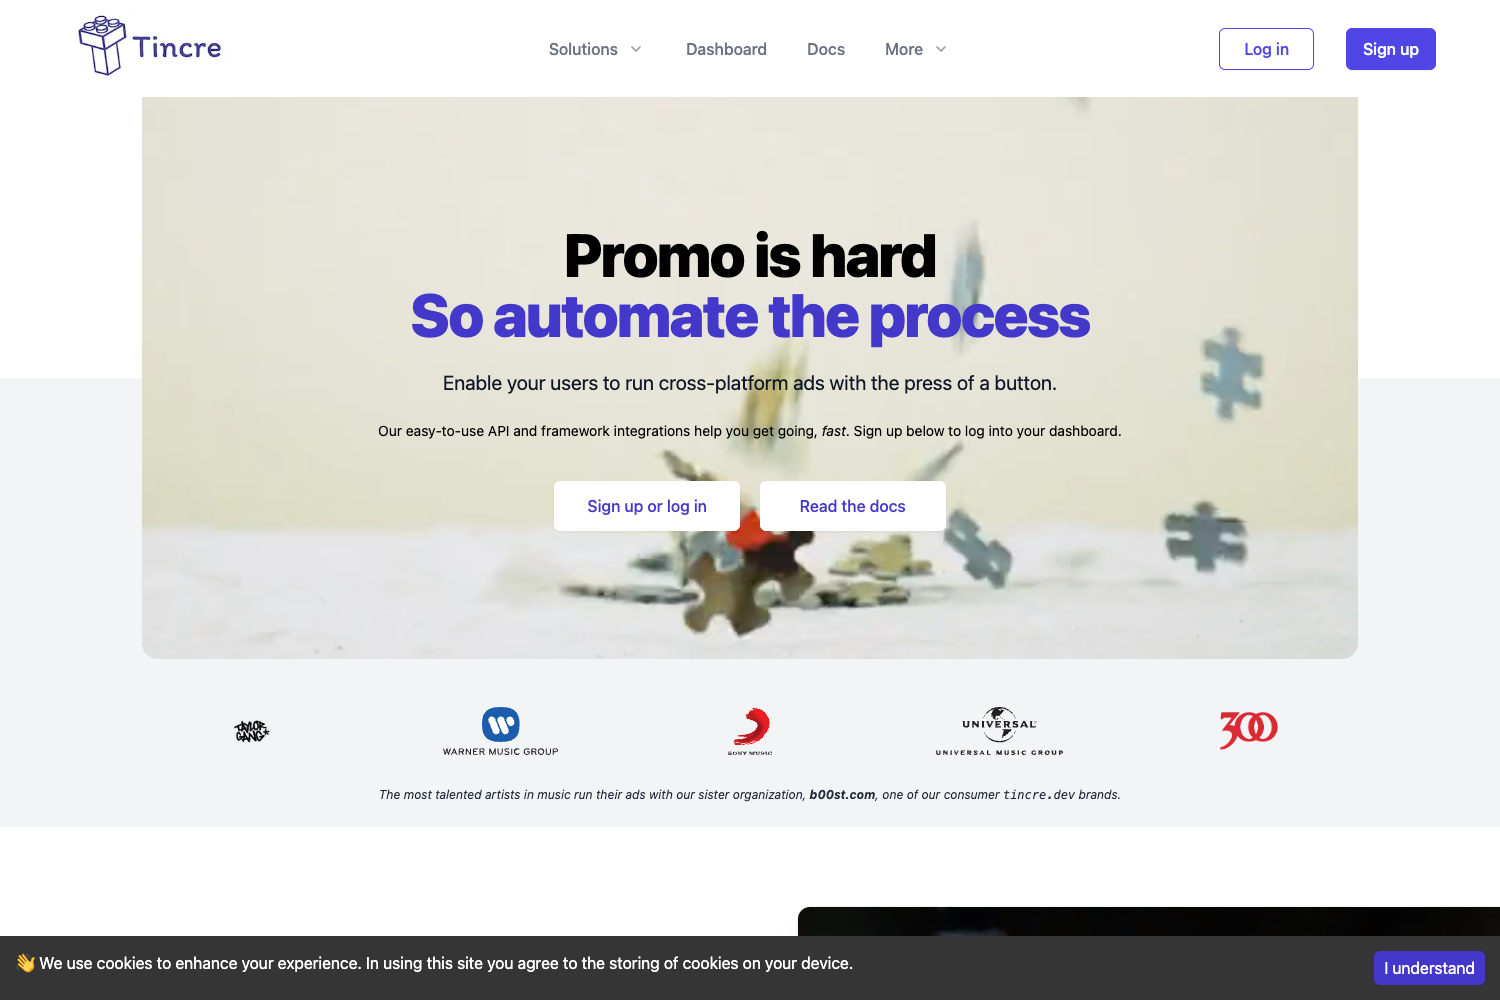 Tincre
Solutions
Dashboard
Docs
More
Log in
Sign up
Promo is hard
So automate the process
Enable your users to run cross-platform ads with the press of a button.
Our easy-to-use API and framework integrations help you get going, fast. Sign up below to log into your dashboard.
Sign up or log in
Read the docs
TAYLOR
GANG
WARNER MUSIC GROUP
SONY MUSIC
UNIVERSAL
UNIVERSAL MUSIC GROUP
300
The most talented artists in music run their ads with our sister organization, b00st.com, one of our consumer tincre.dev brands.
👋 We use cookies to enhance your experience. In using this site you agree to the storing of cookies on your device.
I understand